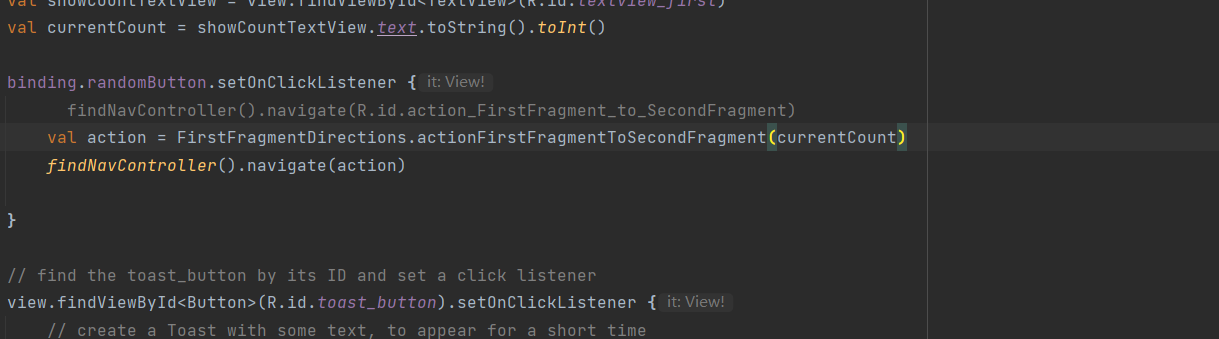 val showCountTextView = view.findViewById<TextView>(R.id.textview_first)
val currentCount = showCountTextView.text.toString().toInt()
binding.randomButton.setOnClickListener { it: View!
findNavController().navigate(R.id.action_FirstFragment_to_SecondFragment)
val action = FirstFragmentDirections.actionFirstFragmentToSecondFragment(currentCount)
findNavController().navigate(action)
}
// find the toast_button by its ID and set a click listener
view.findViewById<Button>(R.id.toast_button).setOnClickListener { it: View!
// create a Toast with some text, to appear for a short time